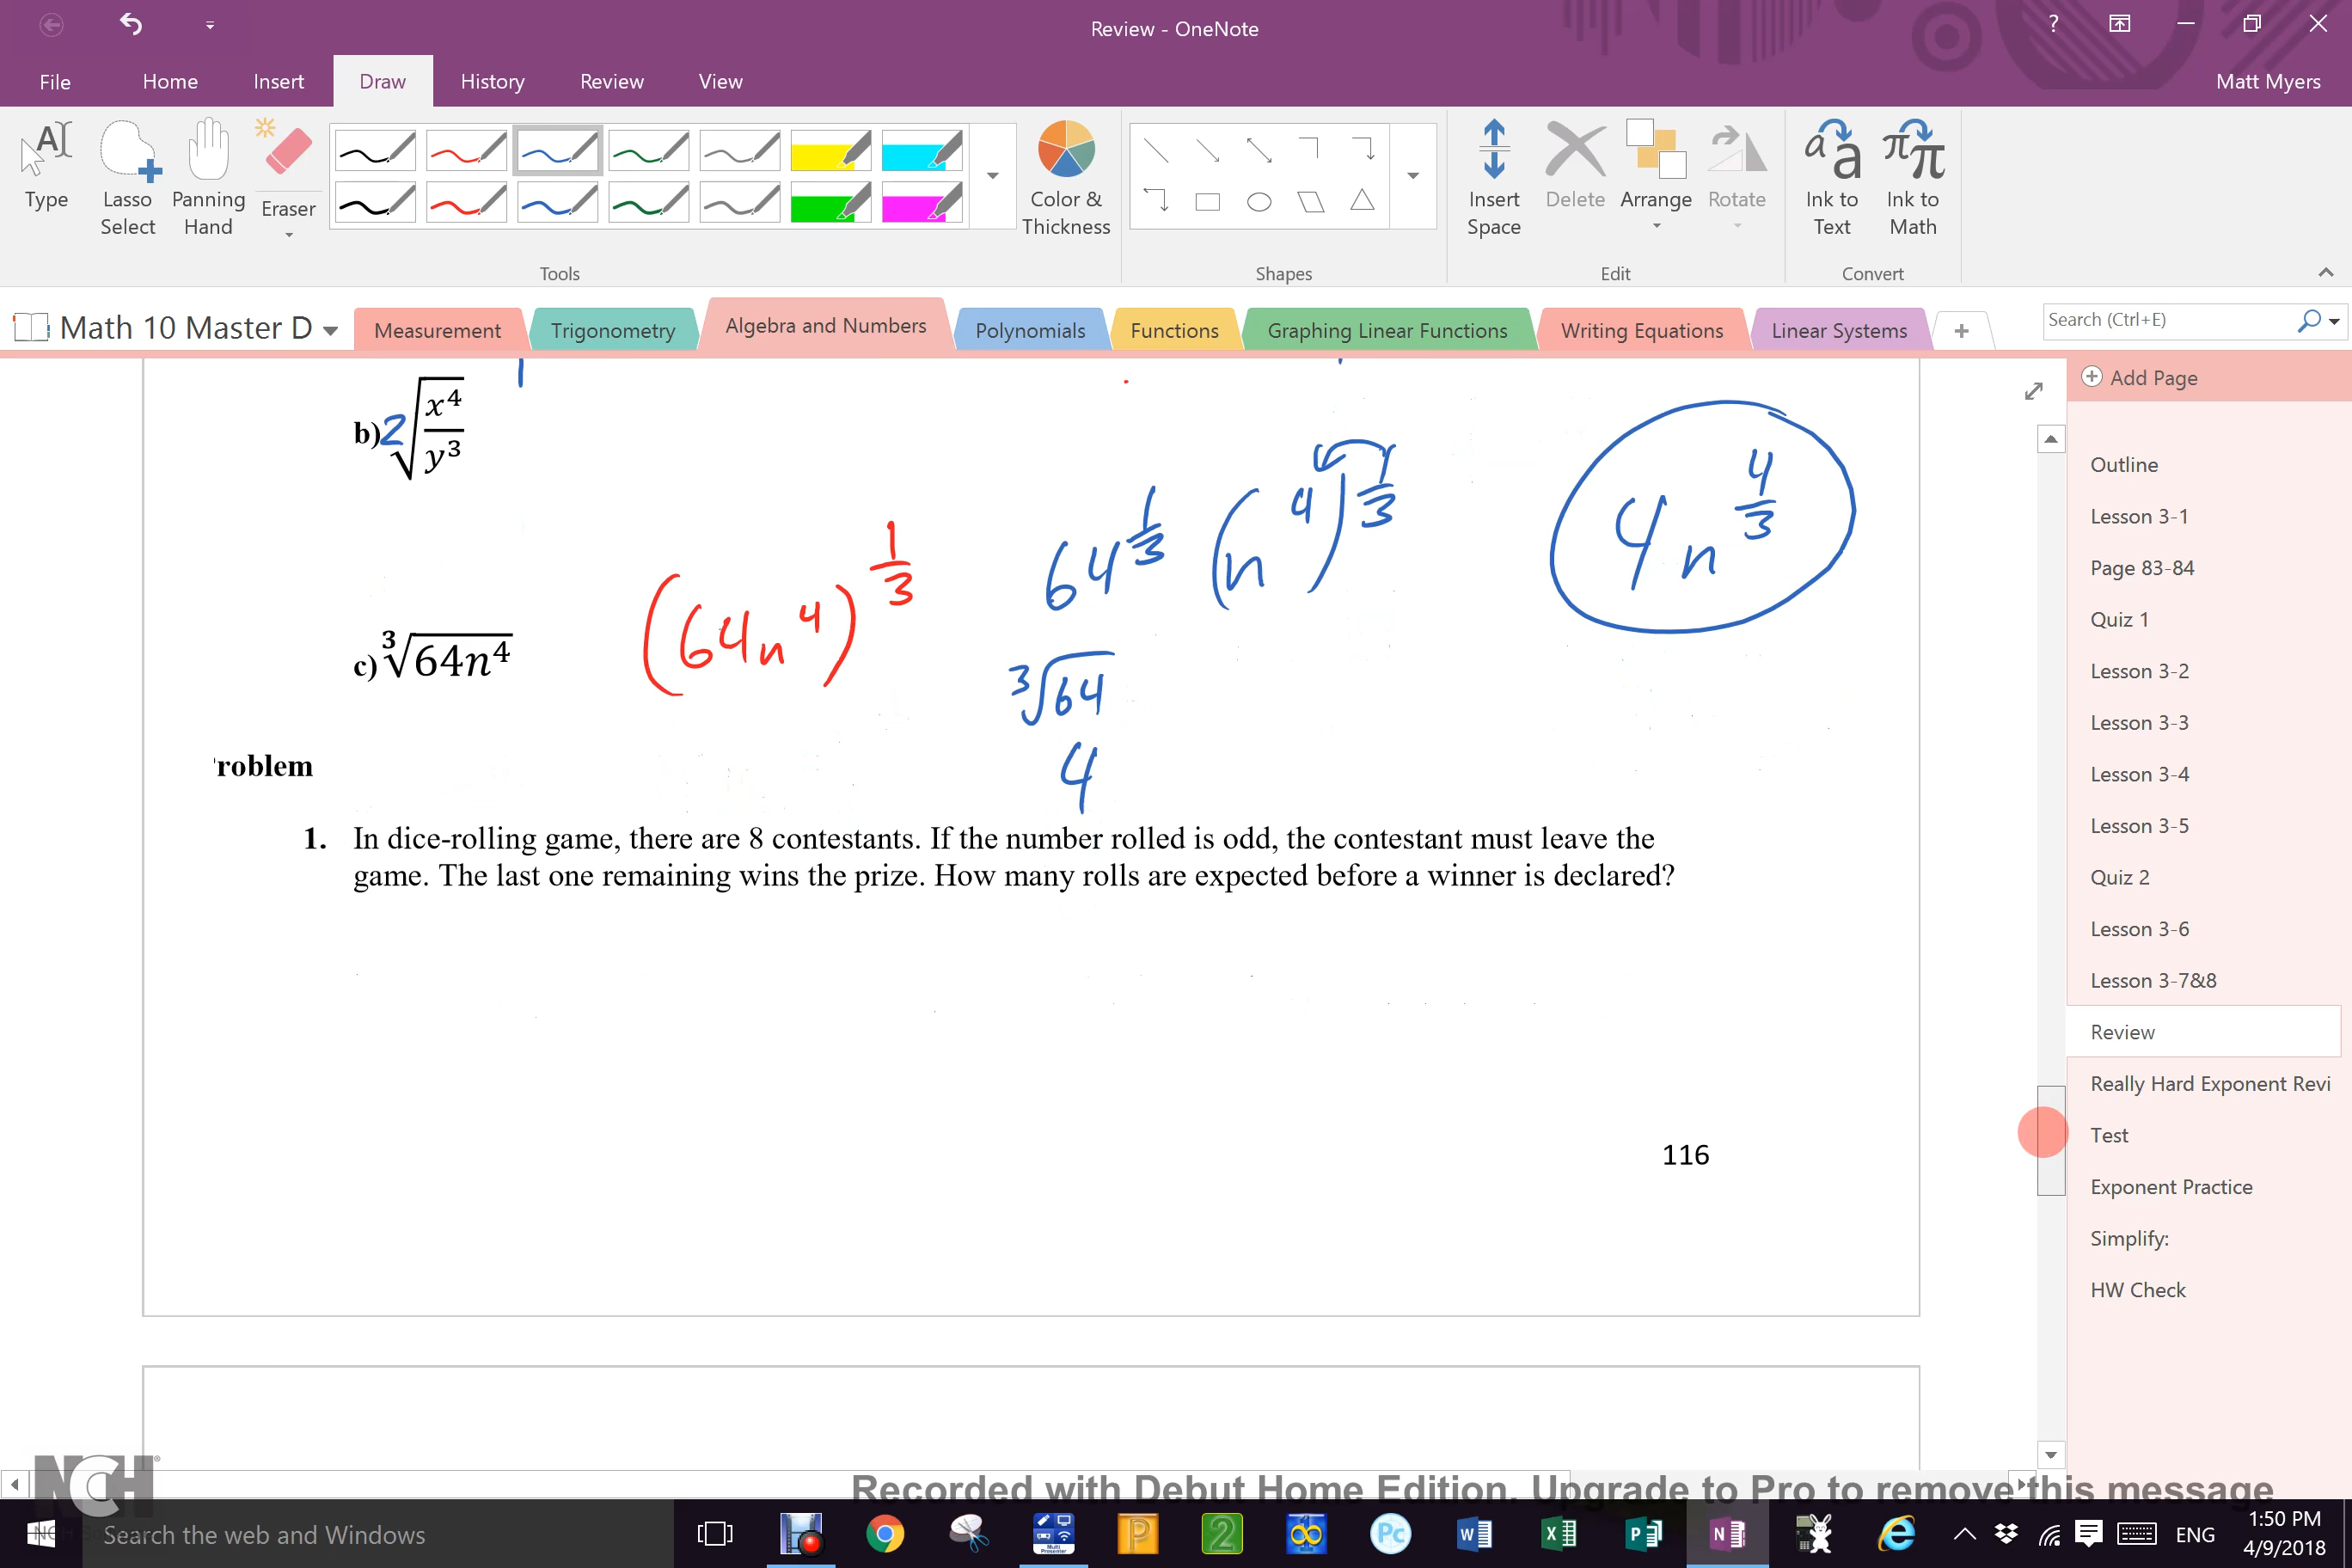 Review - OneNote
?
File Home Insert Draw History Review View
Matt Myers
Type
Lasso Select
Panning Hand
Eraser
Color & Thickness
Insert Space
Delete
Arrange
Rotate
Ink to Text
Ink to Math
Tools Shapes Edit Convert
Math 10 Master D
Measurement Trigonometry Algebra and Numbers Polynomials Functions Graphing Linear Functions Writing Equations Linear Systems +
Search (Ctrl+E)
b) 2√(x^4/y^3)
c) ∛(64n^4)
(64n^4)^(1/3)
64^(1/3) (n^4)^(1/3)
∛64
4
4n^(4/3)
roblem
1. In dice-rolling game, there are 8 contestants. If the number rolled is odd, the contestant must leave the
game. The last one remaining wins the prize. How many rolls are expected before a winner is declared?
116
Add Page
Outline
Lesson 3-1
Page 83-84
Quiz 1
Lesson 3-2
Lesson 3-3
Lesson 3-4
Lesson 3-5
Quiz 2
Lesson 3-6
Lesson 3-7&8
Review
Really Hard Exponent Revi
Test
Exponent Practice
Simplify:
HW Check
NCH
Recorded with Debut Home Edition. Upgrade to Pro to remove this message
Search the web and Windows
ENG
1:50 PM
4/9/2018